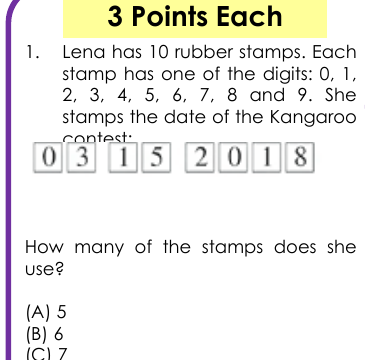 3 Points Each
1. Lena has 10 rubber stamps. Each
stamp has one of the digits: 0, 1,
2, 3, 4, 5, 6, 7, 8 and 9. She
stamps the date of the Kangaroo
contest:
0 3 1 5 2 0 1 8
How many of the stamps does she
use?
(A) 5
(B) 6
(C) 7